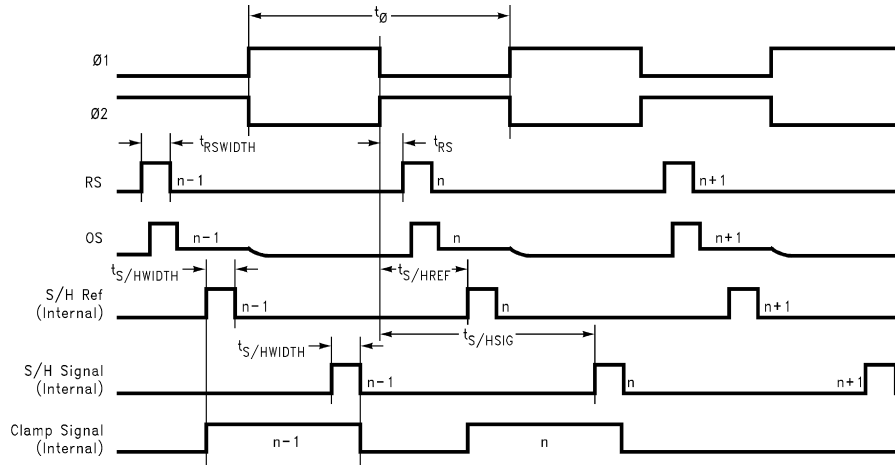 tØ
Ø1
Ø2
tRSWIDTH
tRS
RS
n-1
n
n+1
OS
n-1
n
n+1
tS/HWIDTH
tS/HREF
S/H Ref
(Internal)
n-1
n
n+1
tS/HSIG
tS/HWIDTH
S/H Signal
(Internal)
n-1
n
n+1
Clamp Signal
(Internal)
n-1
n